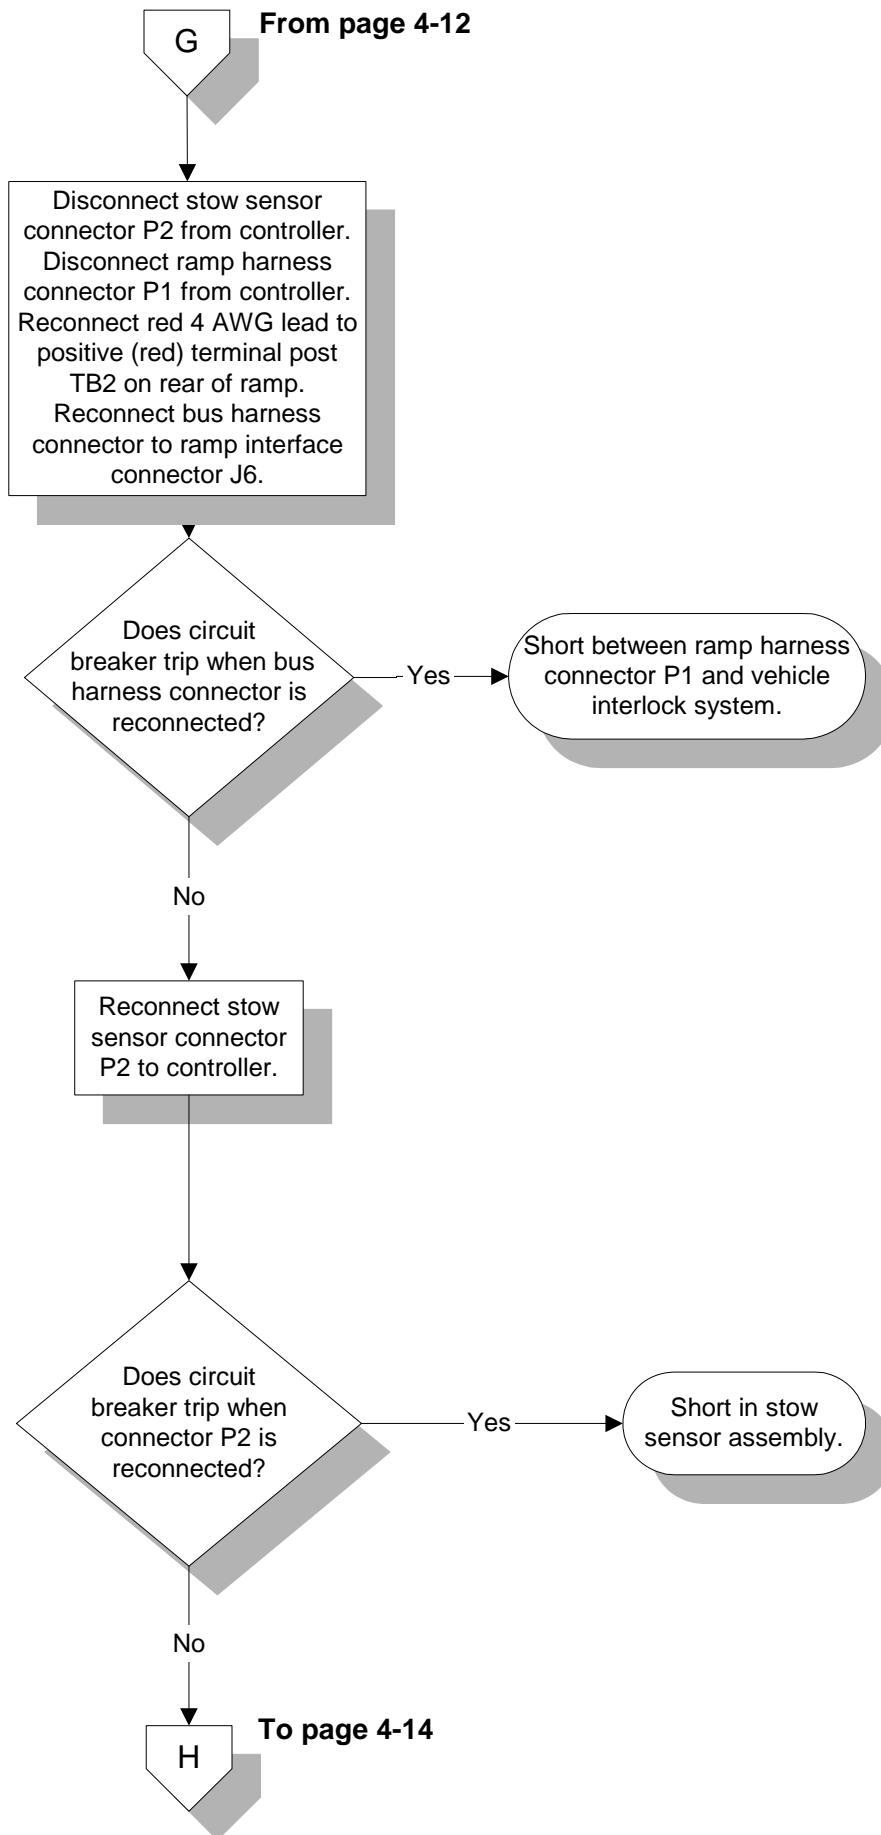 G
From page 4-12
Disconnect stow sensor
connector P2 from controller.
Disconnect ramp harness
connector P1 from controller.
Reconnect red 4 AWG lead to
positive (red) terminal post
TB2 on rear of ramp.
Reconnect bus harness
connector to ramp interface
connector J6.
Does circuit
breaker trip when bus
harness connector is
reconnected?
Yes
Short between ramp harness
connector P1 and vehicle
interlock system.
No
Reconnect stow
sensor connector
P2 to controller.
Does circuit
breaker trip when
connector P2 is
reconnected?
Yes
Short in stow
sensor assembly.
No
H
To page 4-14